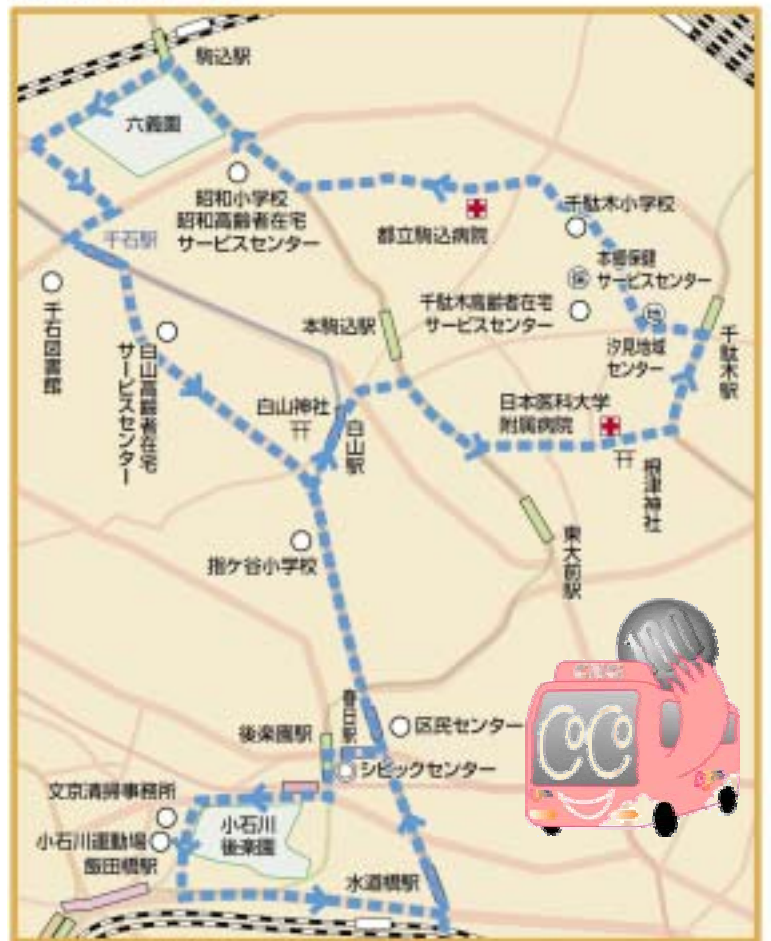 駒込駅
六義園
昭和小学校
昭和高齢者在宅
サービスセンター
千石駅
千石図書館
都立駒込病院
千駄木小学校
本郷保健
サービスセンター
保
千駄木高齢者在宅
サービスセンター
地
汐見地域
センター
千駄木駅
本駒込駅
白山高齢者在宅
サービスセンター
白山神社
白山駅
日本医科大学
附属病院
根津神社
東大前駅
指ケ谷小学校
100
春日駅
区民センター
後楽園駅
シビックセンター
文京清掃事務所
小石川運動場
飯田橋駅
小石川
後楽園
水道橋駅